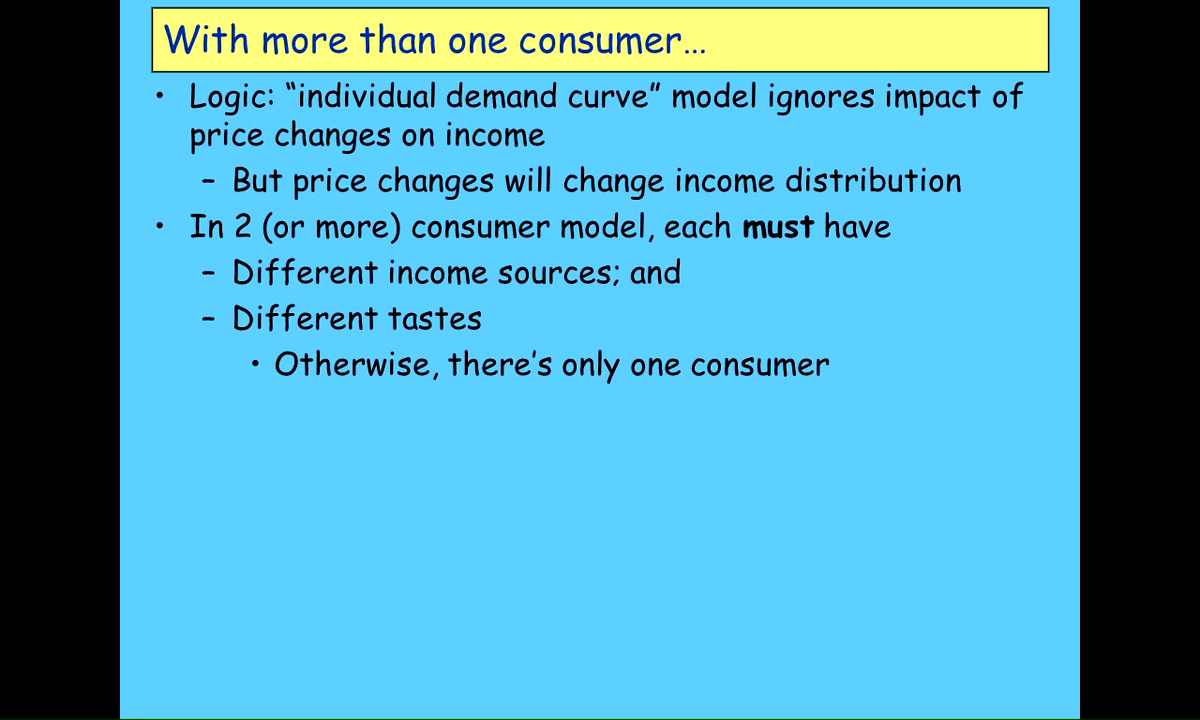 With more than one consumer…
• Logic: “individual demand curve” model ignores impact of
price changes on income
– But price changes will change income distribution
• In 2 (or more) consumer model, each must have
– Different income sources; and
– Different tastes
• Otherwise, there’s only one consumer